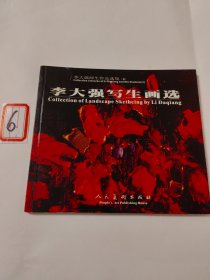 李大强写生画选
Collection of Landscape Sketheing by Li Daqiang
人民美术出版社
People's Art Publishing House
6